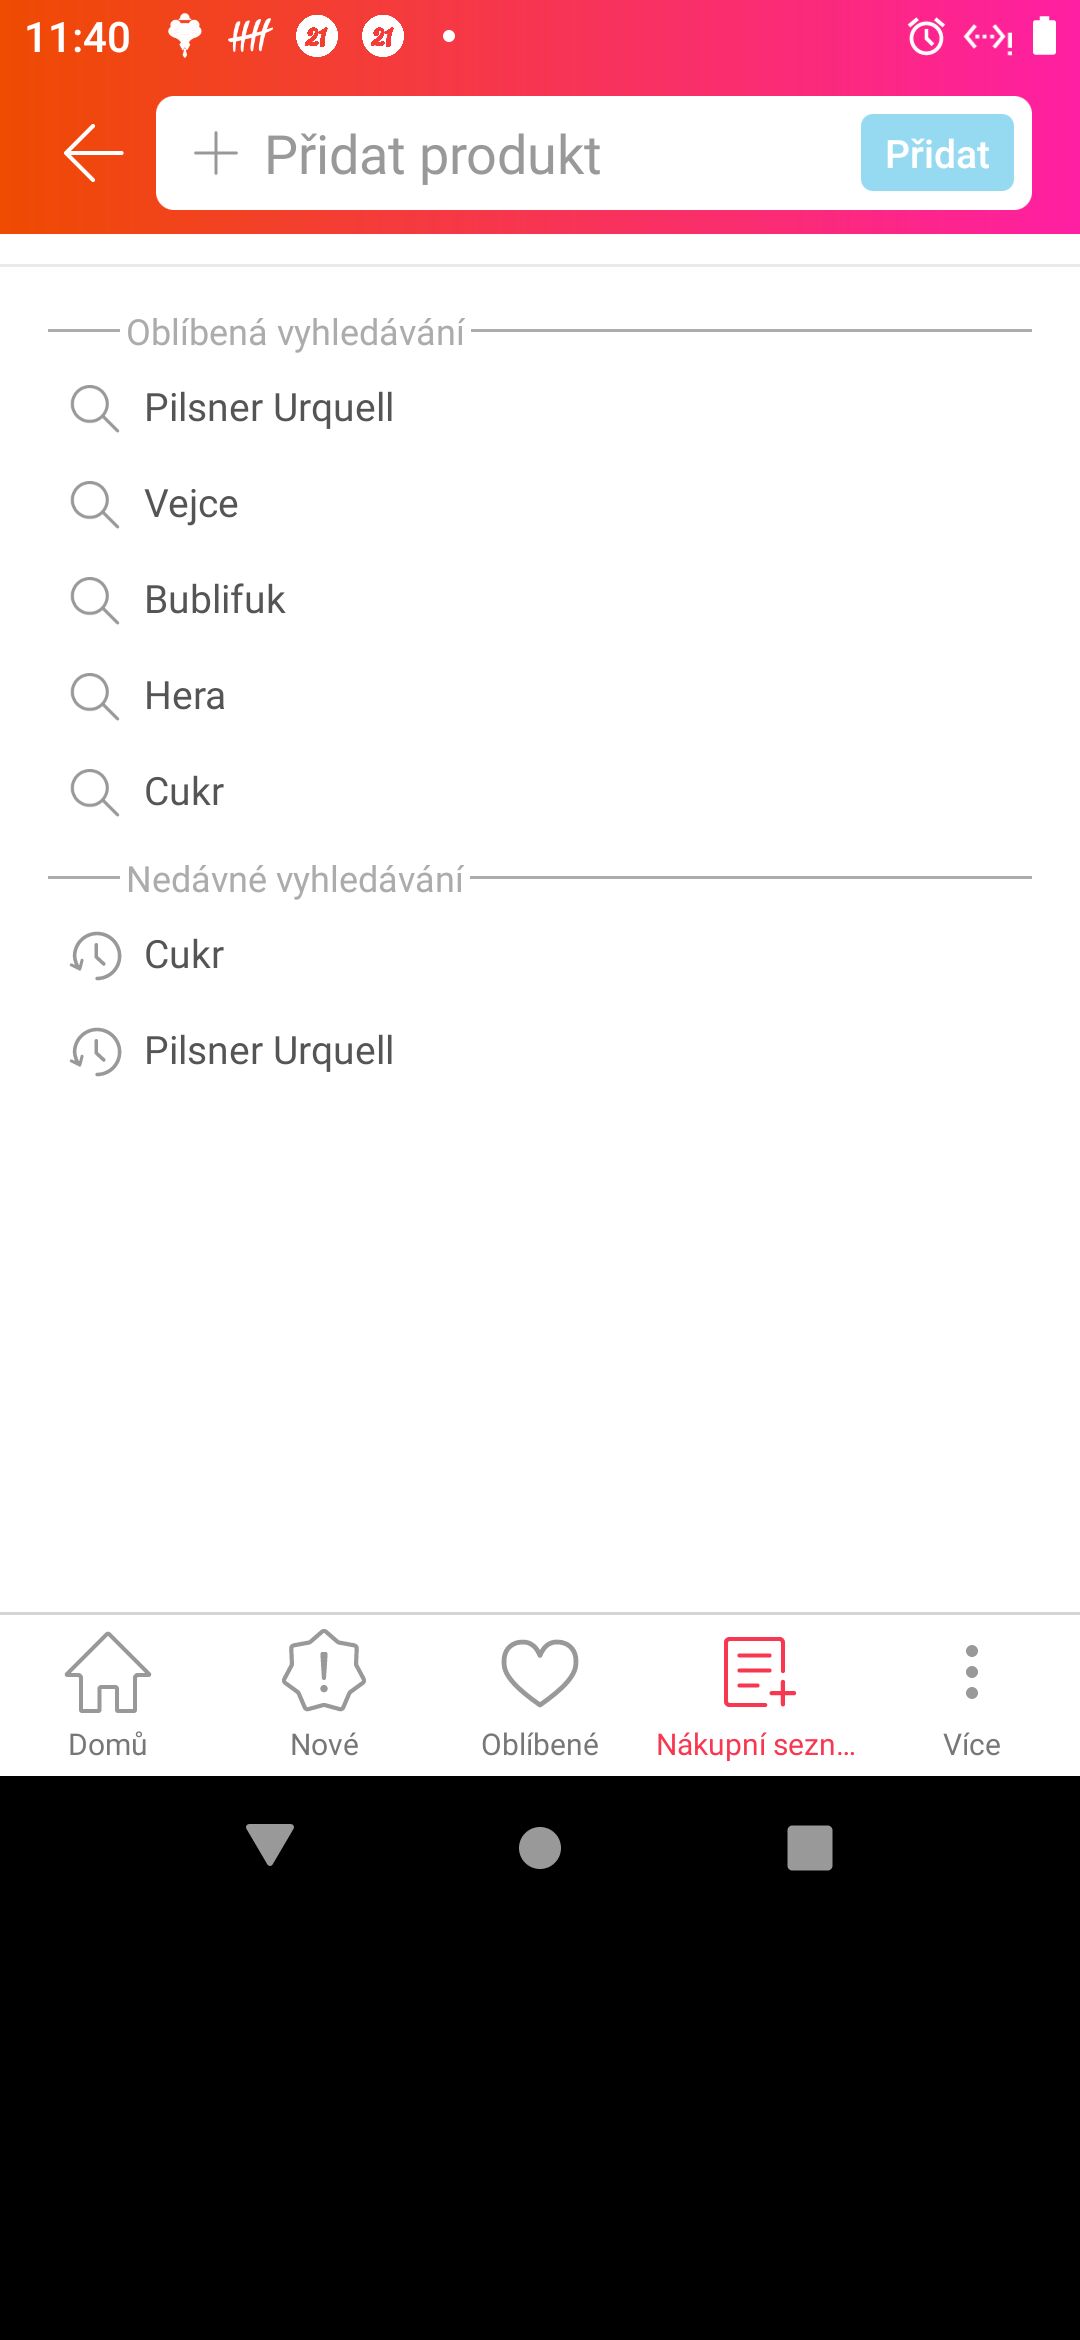 11:40
21 21
Přidat produkt
Přidat
Oblíbená vyhledávání
Pilsner Urquell
Vejce
Bublifuk
Hera
Cukr
Nedávné vyhledávání
Cukr
Pilsner Urquell
Domů
Nové
Oblíbené
Nákupní sezn...
Více